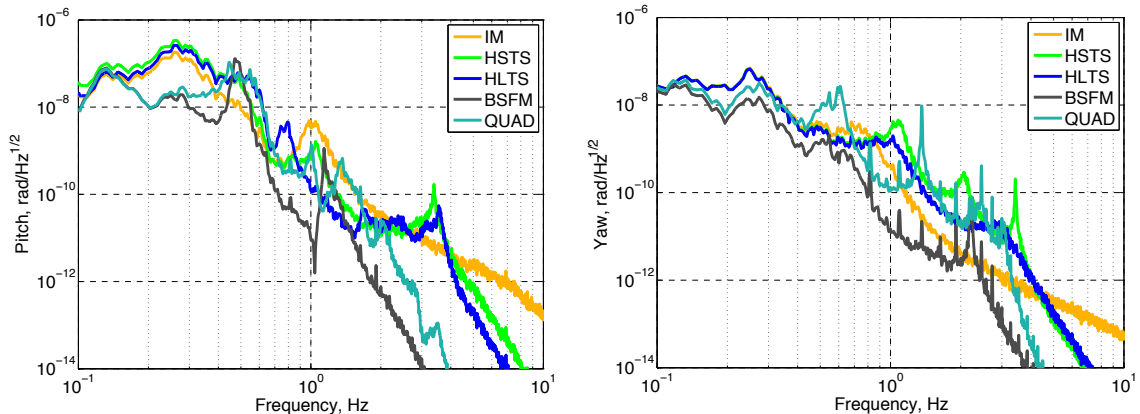 10^-6
10^-8
10^-10
10^-12
10^-14
Pitch, rad/Hz^1/2
10^-1
10^0
10^1
Frequency, Hz
IM
HSTS
HLTS
BSFM
QUAD
10^-6
10^-8
10^-10
10^-12
10^-14
Yaw, rad/Hz^1/2
10^-1
10^0
10^1
Frequency, Hz
IM
HSTS
HLTS
BSFM
QUAD